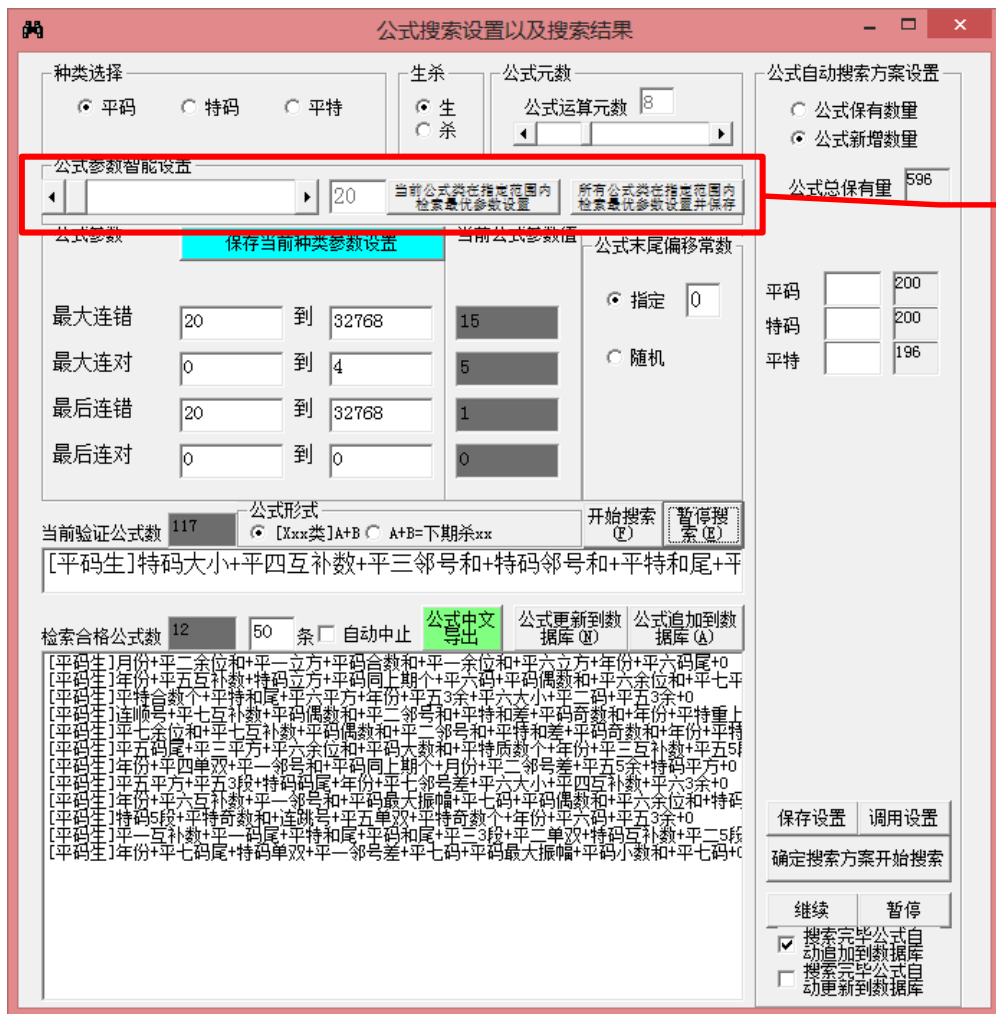 公式搜索设置以及搜索结果
种类选择
平码 特码 平特
生杀
生
杀
公式元数
公式运算元数 8
公式参数智能设置
20
当前公式类在指定范围内
检索最优参数设置
所有公式类在指定范围内
检索最优参数设置并保存
公式参数
保存当前种类参数设置
当前公式参数值
最大连错 20 到 32768 15
最大连对 0 到 4 5
最后连错 20 到 32768 1
最后连对 0 到 0 0
公式末尾偏移常数
指定 0
随机
当前验证公式数 117
公式形式
[Xxx类]A+B A+B=下期杀xx
开始搜索
(F)
暂停搜
索(E)
[平码生]特码大小+平四互补数+平三邻号和+特码邻号和+平特和尾+平
检索合格公式数 12
50 条 自动中止
公式中文
导出
公式更新到数
据库(N)
公式追加到数
据库(A)
[平码生]月份+平二余位和+平一立方+平码合数和+平一余位和+平六立方+年份+平六码尾+0
[平码生]年份+平五互补数+特码立方+平码同上期个+平六码+平码偶数和+平六余位和+平七平
[平码生]平特合数个+平特和尾+平六平方+年份+平五3余+平六大小+平二码+平五3余+0
[平码生]连顺号+平七互补数+平码偶数和+平二邻号和+平特和差+平码奇数和+年份+平特重上
[平码生]平七余位和+平七互补数+平码偶数和+平二邻号和+平特和差+平码奇数和+年份+平特
[平码生]平五码尾+平三平方+平六余位和+平码大数和+平特质数个+年份+平三互补数+平五5段
[平码生]年份+平四单双+平一邻号和+平码同上期个+月份+平二邻号差+平五5余+特码平方+0
[平码生]平五平方+平五3段+特码码尾+年份+平七邻号差+平六大小+平四互补数+平六3余+0
[平码生]年份+平六互补数+平一邻号和+平码最大振幅+平七码+平码偶数和+平六余位和+特码
[平码生]特码5段+平特奇数和+连跳号+平五单双+平特奇数个+年份+平六码+平五3余+0
[平码生]平一互补数+平一码尾+平特和尾+平码和尾+平三3段+平二单双+特码互补数+平二5段
[平码生]年份+平七码尾+特码单双+平一邻号差+平七码+平码最大振幅+平码小数和+平七码+0
公式自动搜索方案设置
公式保有数量
公式新增数量
公式总保有量 596
平码 200
特码 200
平特 196
保存设置 调用设置
确定搜索方案开始搜索
继续 暂停
搜索完毕公式自
动追加到数据库
搜索完毕公式自
动更新到数据库